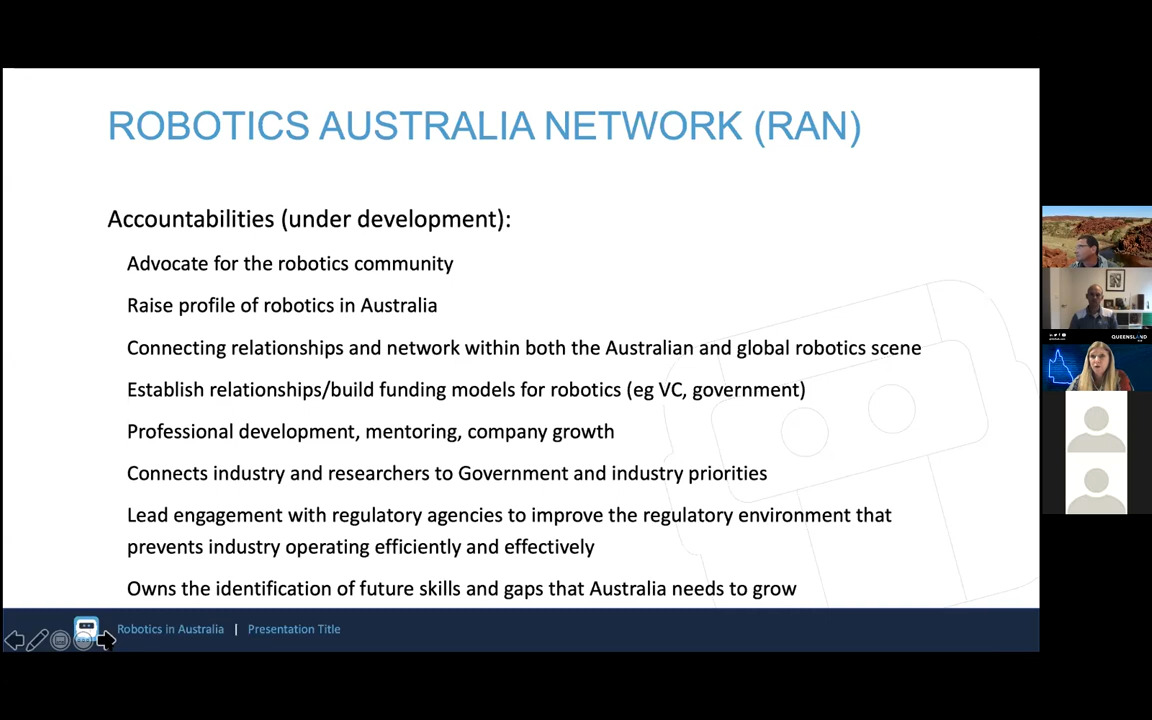 ROBOTICS AUSTRALIA NETWORK (RAN)
Accountabilities (under development):
Advocate for the robotics community
Raise profile of robotics in Australia
Connecting relationships and network within both the Australian and global robotics scene
Establish relationships/build funding models for robotics (eg VC, government)
Professional development, mentoring, company growth
Connects industry and researchers to Government and industry priorities
Lead engagement with regulatory agencies to improve the regulatory environment that
prevents industry operating efficiently and effectively
Owns the identification of future skills and gaps that Australia needs to grow
Robotics in Australia | Presentation Title
QUEENSLAND